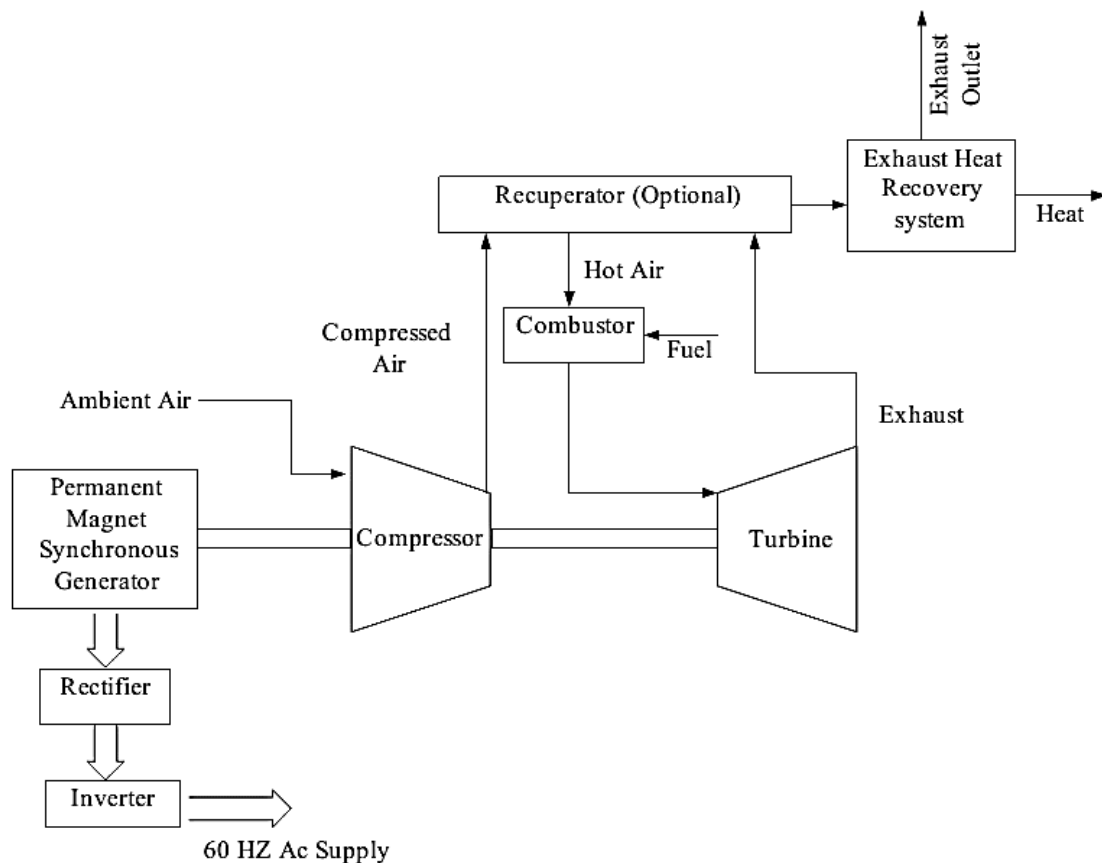 Exhaust
Outlet
Exhaust Heat
Recovery
system
Heat
Recuperator (Optional)
Hot Air
Combustor
Fuel
Compressed
Air
Ambient Air
Exhaust
Permanent
Magnet
Synchronous
Generator
Compressor
Turbine
Rectifier
Inverter
60 HZ Ac Supply